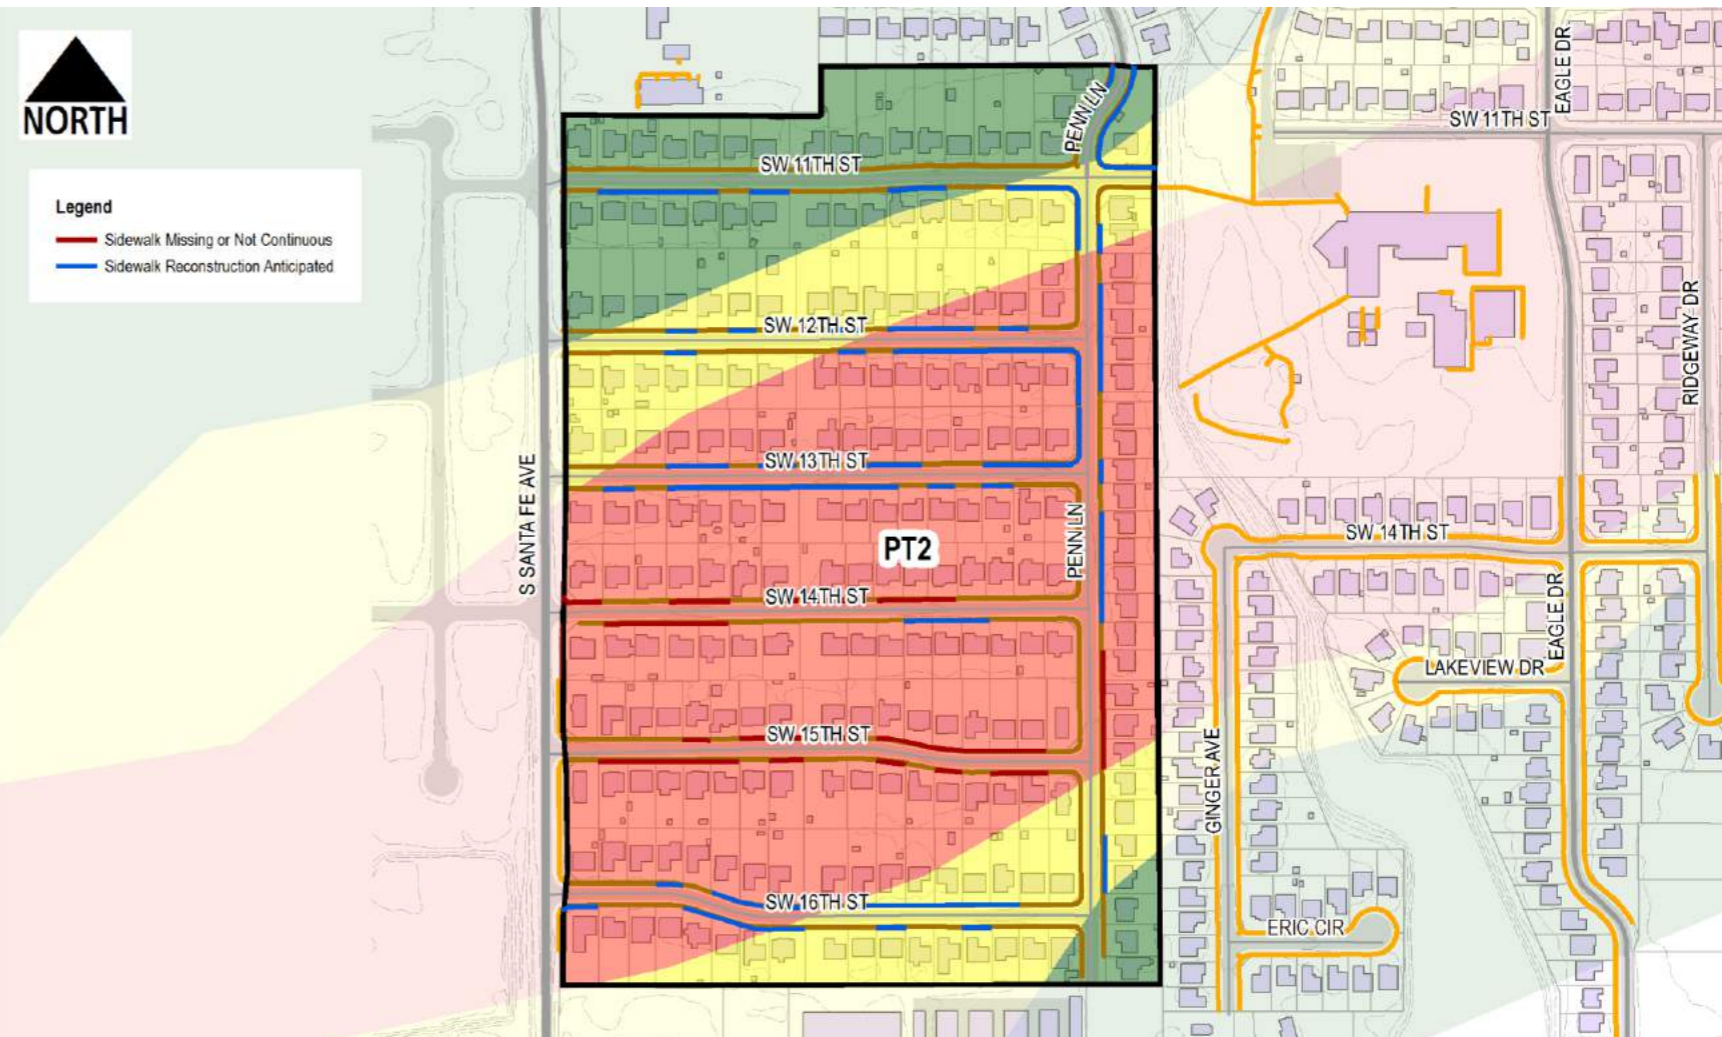 NORTH
Legend
Sidewalk Missing or Not Continuous
Sidewalk Reconstruction Anticipated
PENN LN
EAGLE DR
SW 11TH ST
SW 11TH ST
SW 12TH ST
RIDGEWAY DR
SW 13TH ST
S SANTA FE AVE
PT2
PENN LN
SW 14TH ST
SW 14TH ST
EAGLE DR
LAKEVIEW DR
SW 15TH ST
GINGER AVE
SW 16TH ST
ERIC CIR